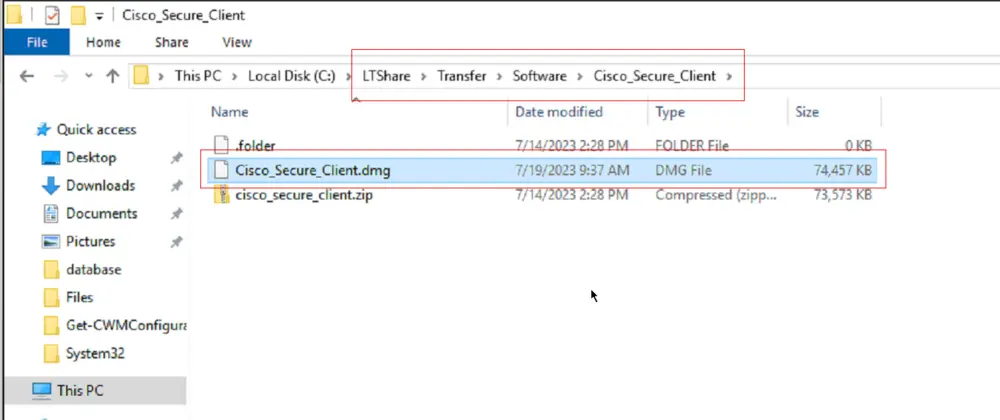 Cisco_Secure_Client
File Home Share View
This PC > Local Disk (C:) > LTShare > Transfer > Software > Cisco_Secure_Client >
Name Date modified Type Size
Quick access
.folder 7/14/2023 2:28 PM FOLDER File 0 KB
Desktop
Cisco_Secure_Client.dmg 7/19/2023 9:37 AM DMG File 74,457 KB
Downloads
cisco_secure_client.zip 7/14/2023 2:28 PM Compressed (zipp... 73,573 KB
Documents
Pictures
database
Files
Get-CWMConfigura
System32
This PC